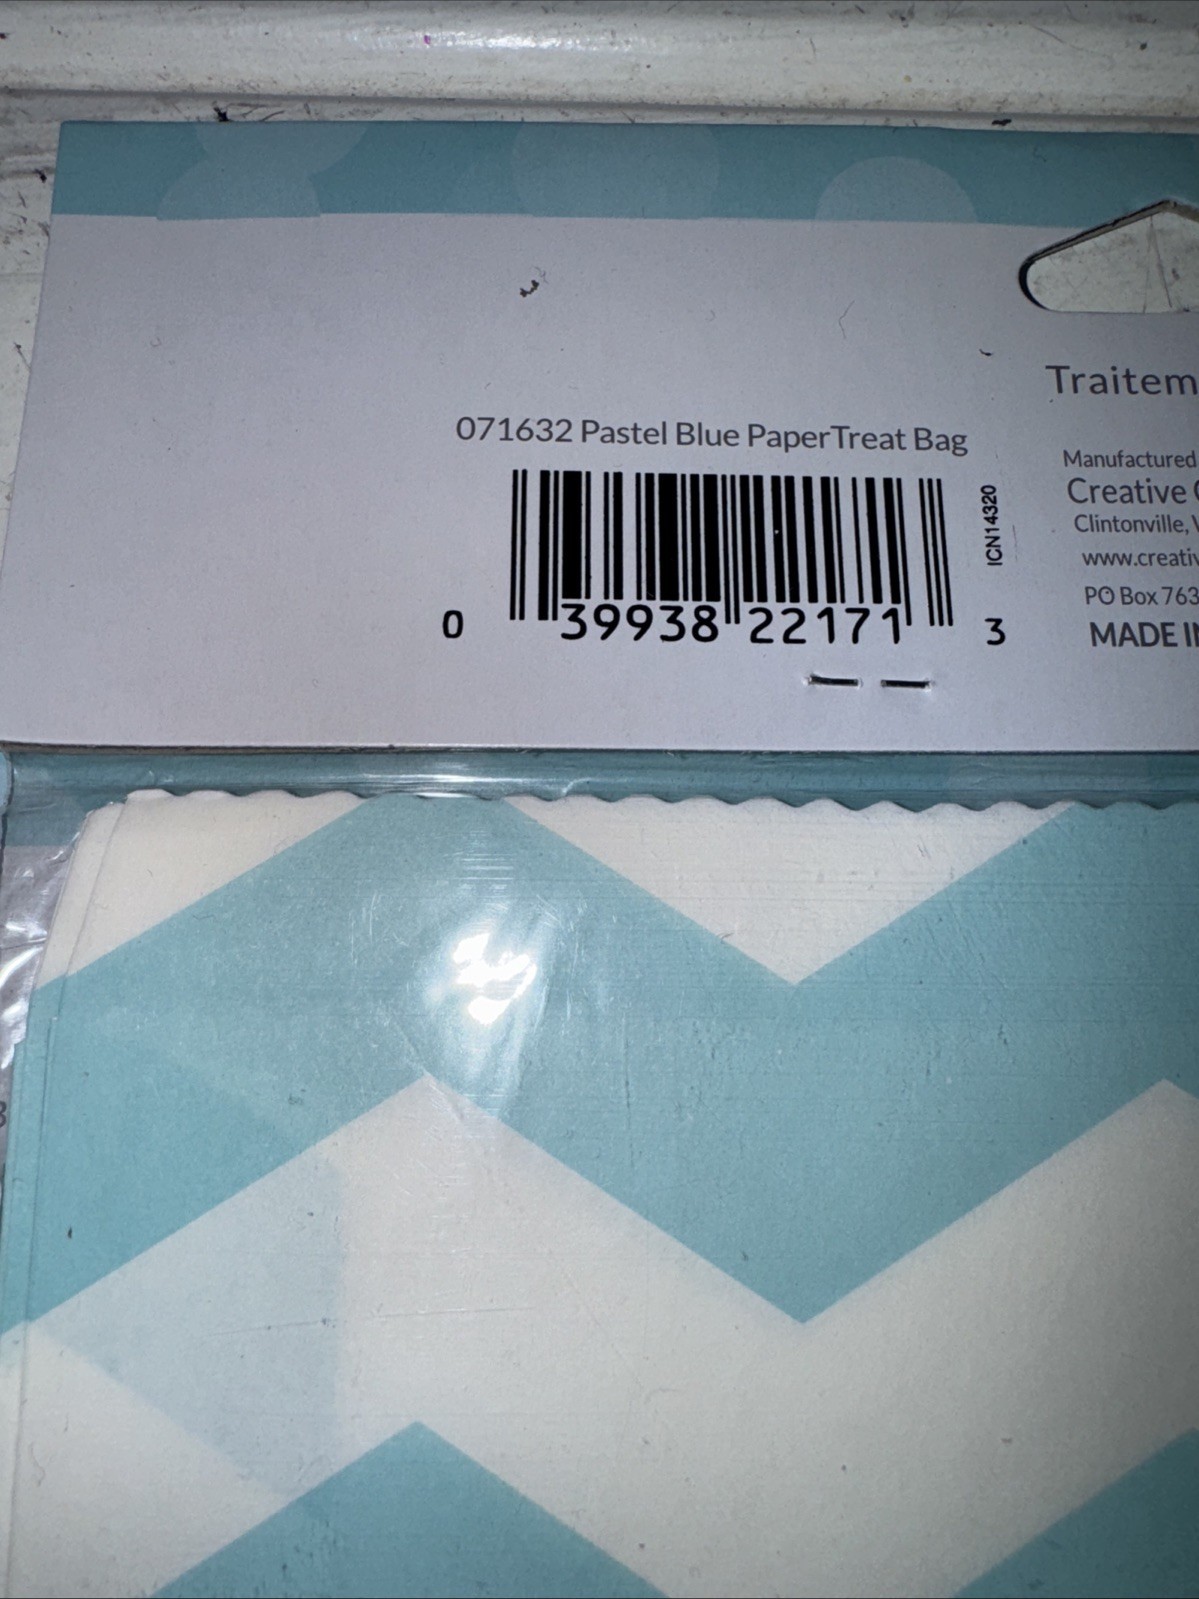 071632 Pastel Blue PaperTreat Bag
0 39938 22171 3
ICN14320
Traitem
Manufactured
Creative
Clintonville,
www.creativ
PO Box 763
MADE IN